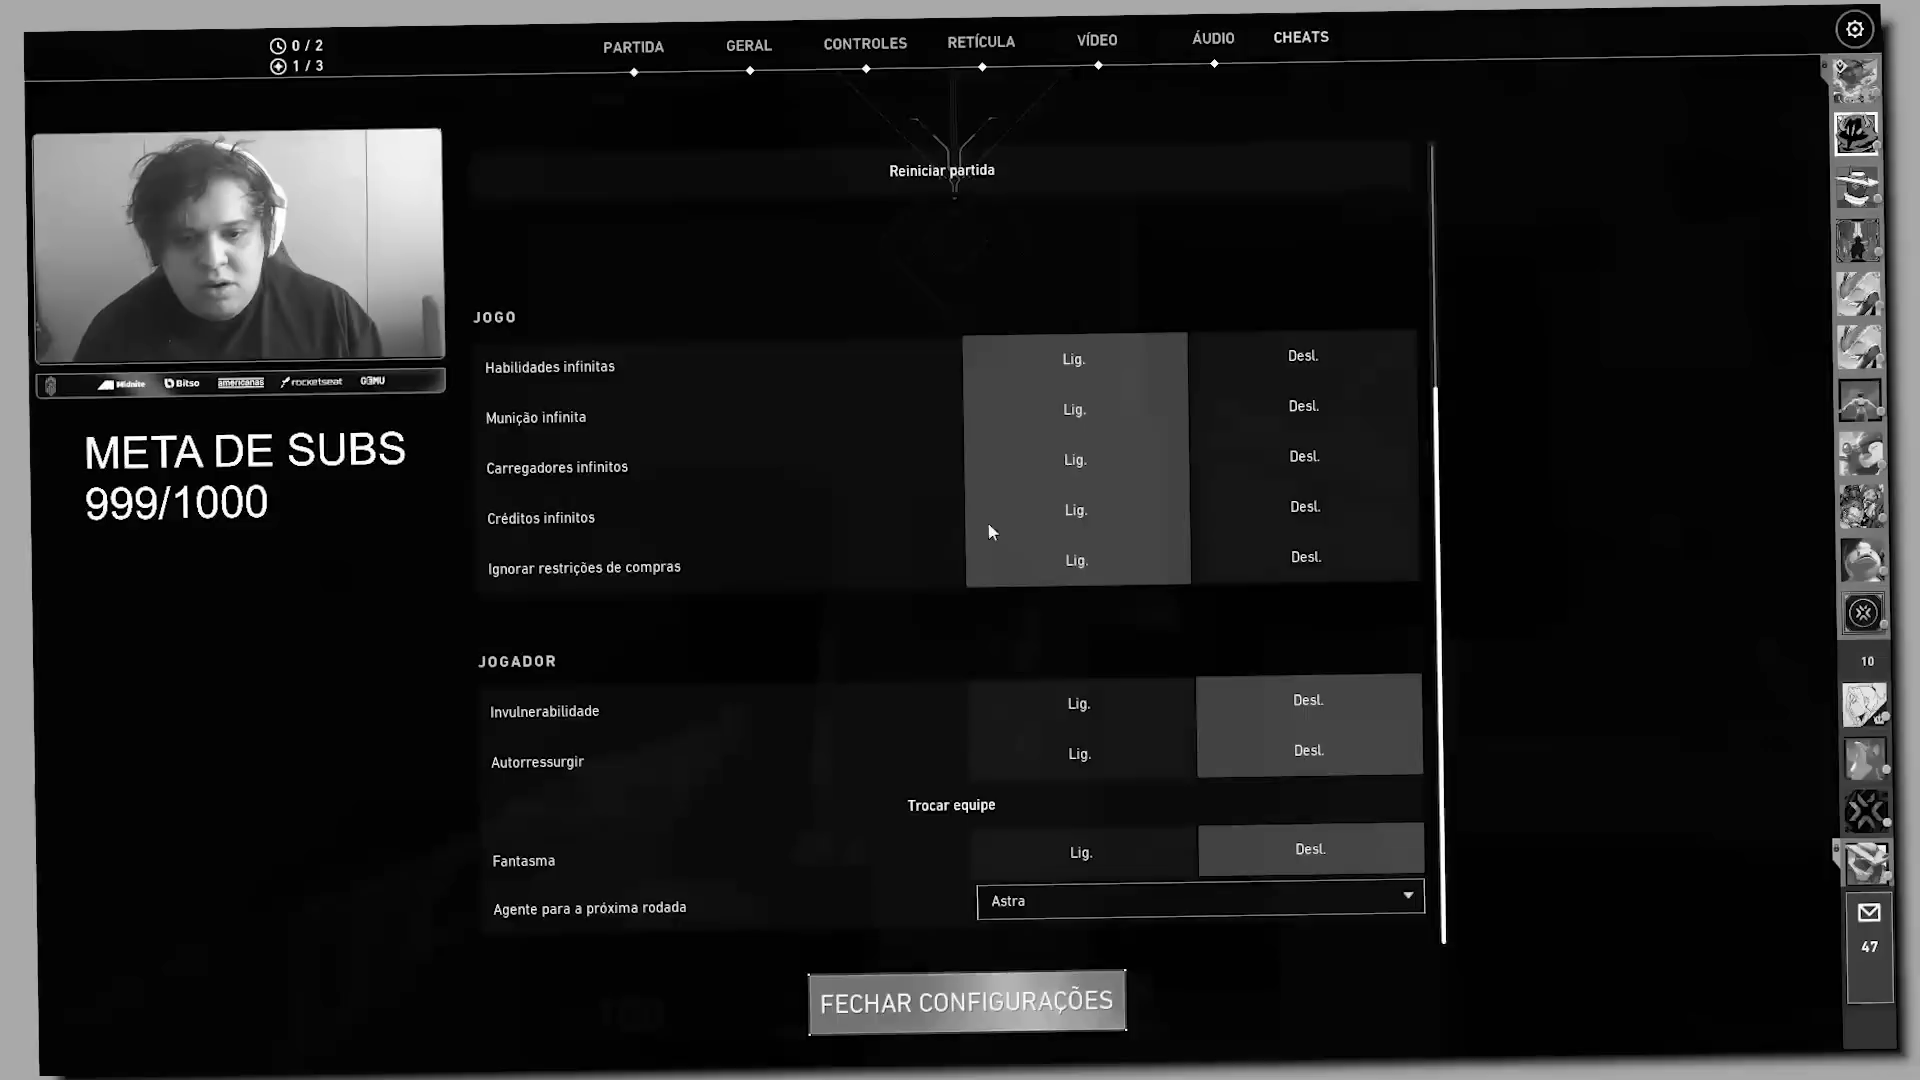 0 / 2
1 / 3
PARTIDA
GERAL
CONTROLES
RETÍCULA
VÍDEO
ÁUDIO
CHEATS
Reiniciar partida
JOGO
Habilidades infinitas Lig. Desl.
Munição infinita Lig. Desl.
Carregadores infinitos Lig. Desl.
Créditos infinitos Lig. Desl.
Ignorar restrições de compras Lig. Desl.
Midnite Bitso americanas rocketseat
META DE SUBS
999/1000
JOGADOR
Invulnerabilidade Lig. Desl.
Autorressurgir Lig. Desl.
Trocar equipe
Fantasma Lig. Desl.
Agente para a próxima rodada Astra
FECHAR CONFIGURAÇÕES
10
47